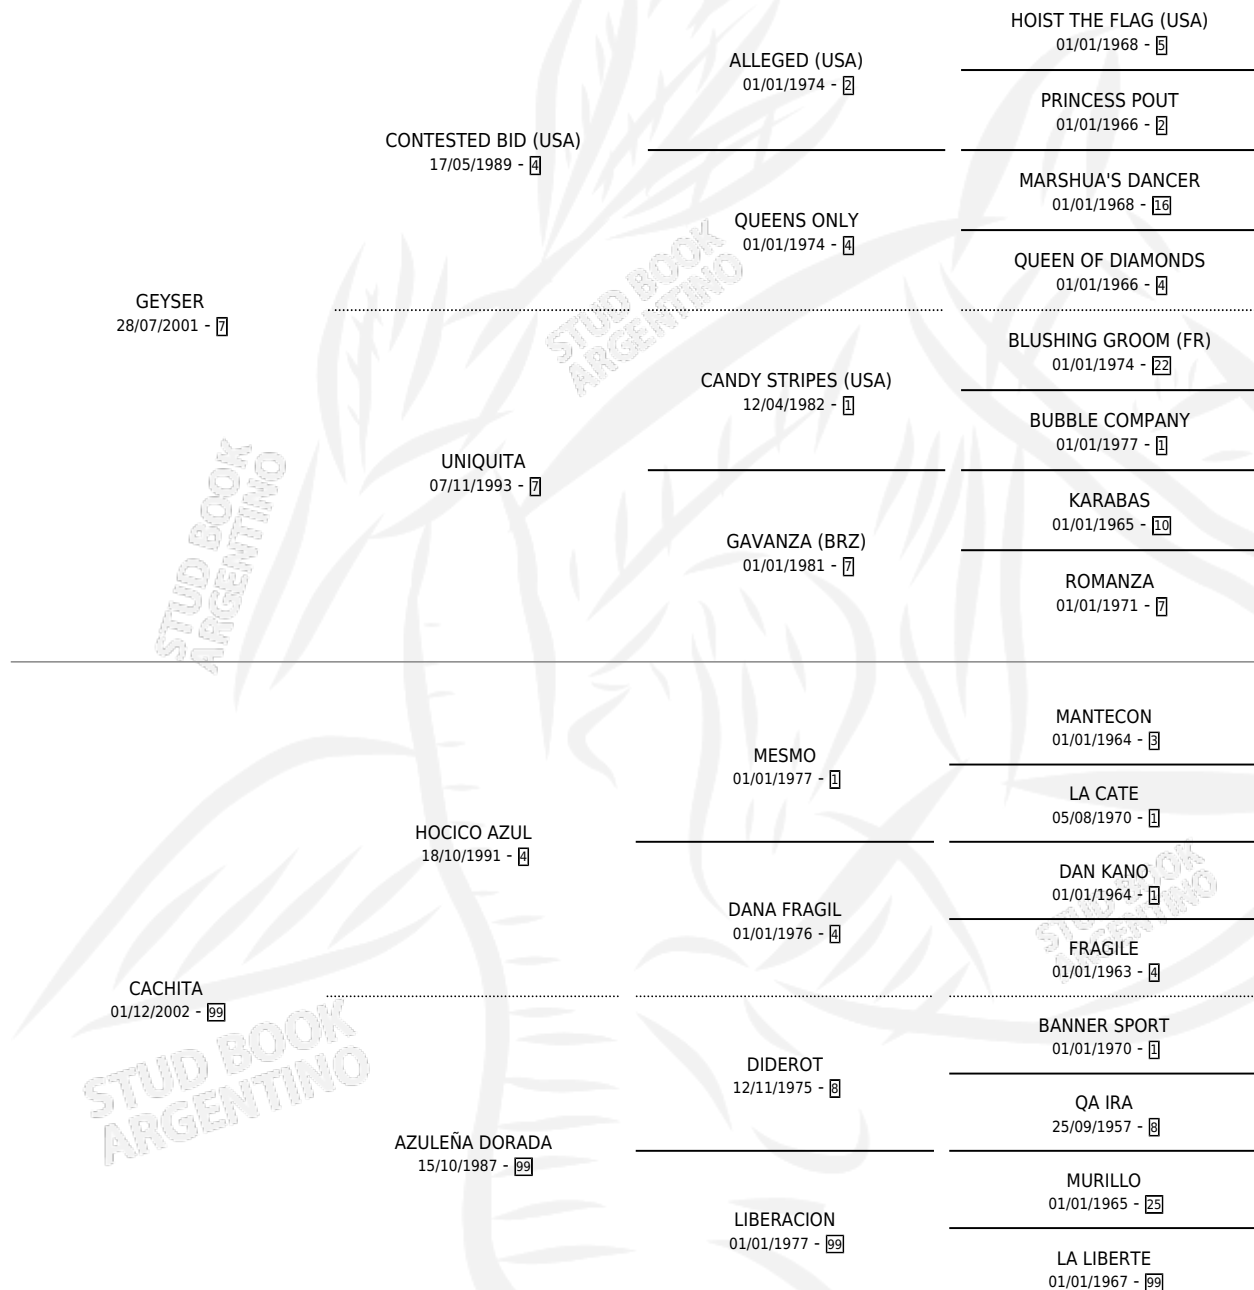 HOIST THE FLAG (USA)
01/01/1968 - 5
ALLEGED (USA)
01/01/1974 - 2
PRINCESS POUT
01/01/1966 - 2
CONTESTED BID (USA)
17/05/1989 - 4
MARSHUA'S DANCER
01/01/1968 - 16
QUEENS ONLY
01/01/1974 - 4
QUEEN OF DIAMONDS
01/01/1966 - 4
GEYSER
28/07/2001 - 7
BLUSHING GROOM (FR)
01/01/1974 - 22
CANDY STRIPES (USA)
12/04/1982 - 1
BUBBLE COMPANY
01/01/1977 - 1
UNIQUITA
07/11/1993 - 7
KARABAS
01/01/1965 - 10
GAVANZA (BRZ)
01/01/1981 - 7
ROMANZA
01/01/1971 - 7
MANTECON
01/01/1964 - 3
MESMO
01/01/1977 - 1
LA CATE
05/08/1970 - 1
HOCICO AZUL
18/10/1991 - 4
DAN KANO
01/01/1964 - 1
DANA FRAGIL
01/01/1976 - 4
FRAGILE
01/01/1963 - 4
CACHITA
01/12/2002 - 99
BANNER SPORT
01/01/1970 - 1
DIDEROT
12/11/1975 - 8
QA IRA
25/09/1957 - 8
AZULEÑA DORADA
15/10/1987 - 99
MURILLO
01/01/1965 - 25
LIBERACION
01/01/1977 - 99
LA LIBERTE
01/01/1967 - 99
STUD BOOK
ARGENTINO
STUD BOOK
ARGENTINO
STUD BOOK
ARGENTINO
STUD BOOK
ARGENTINO